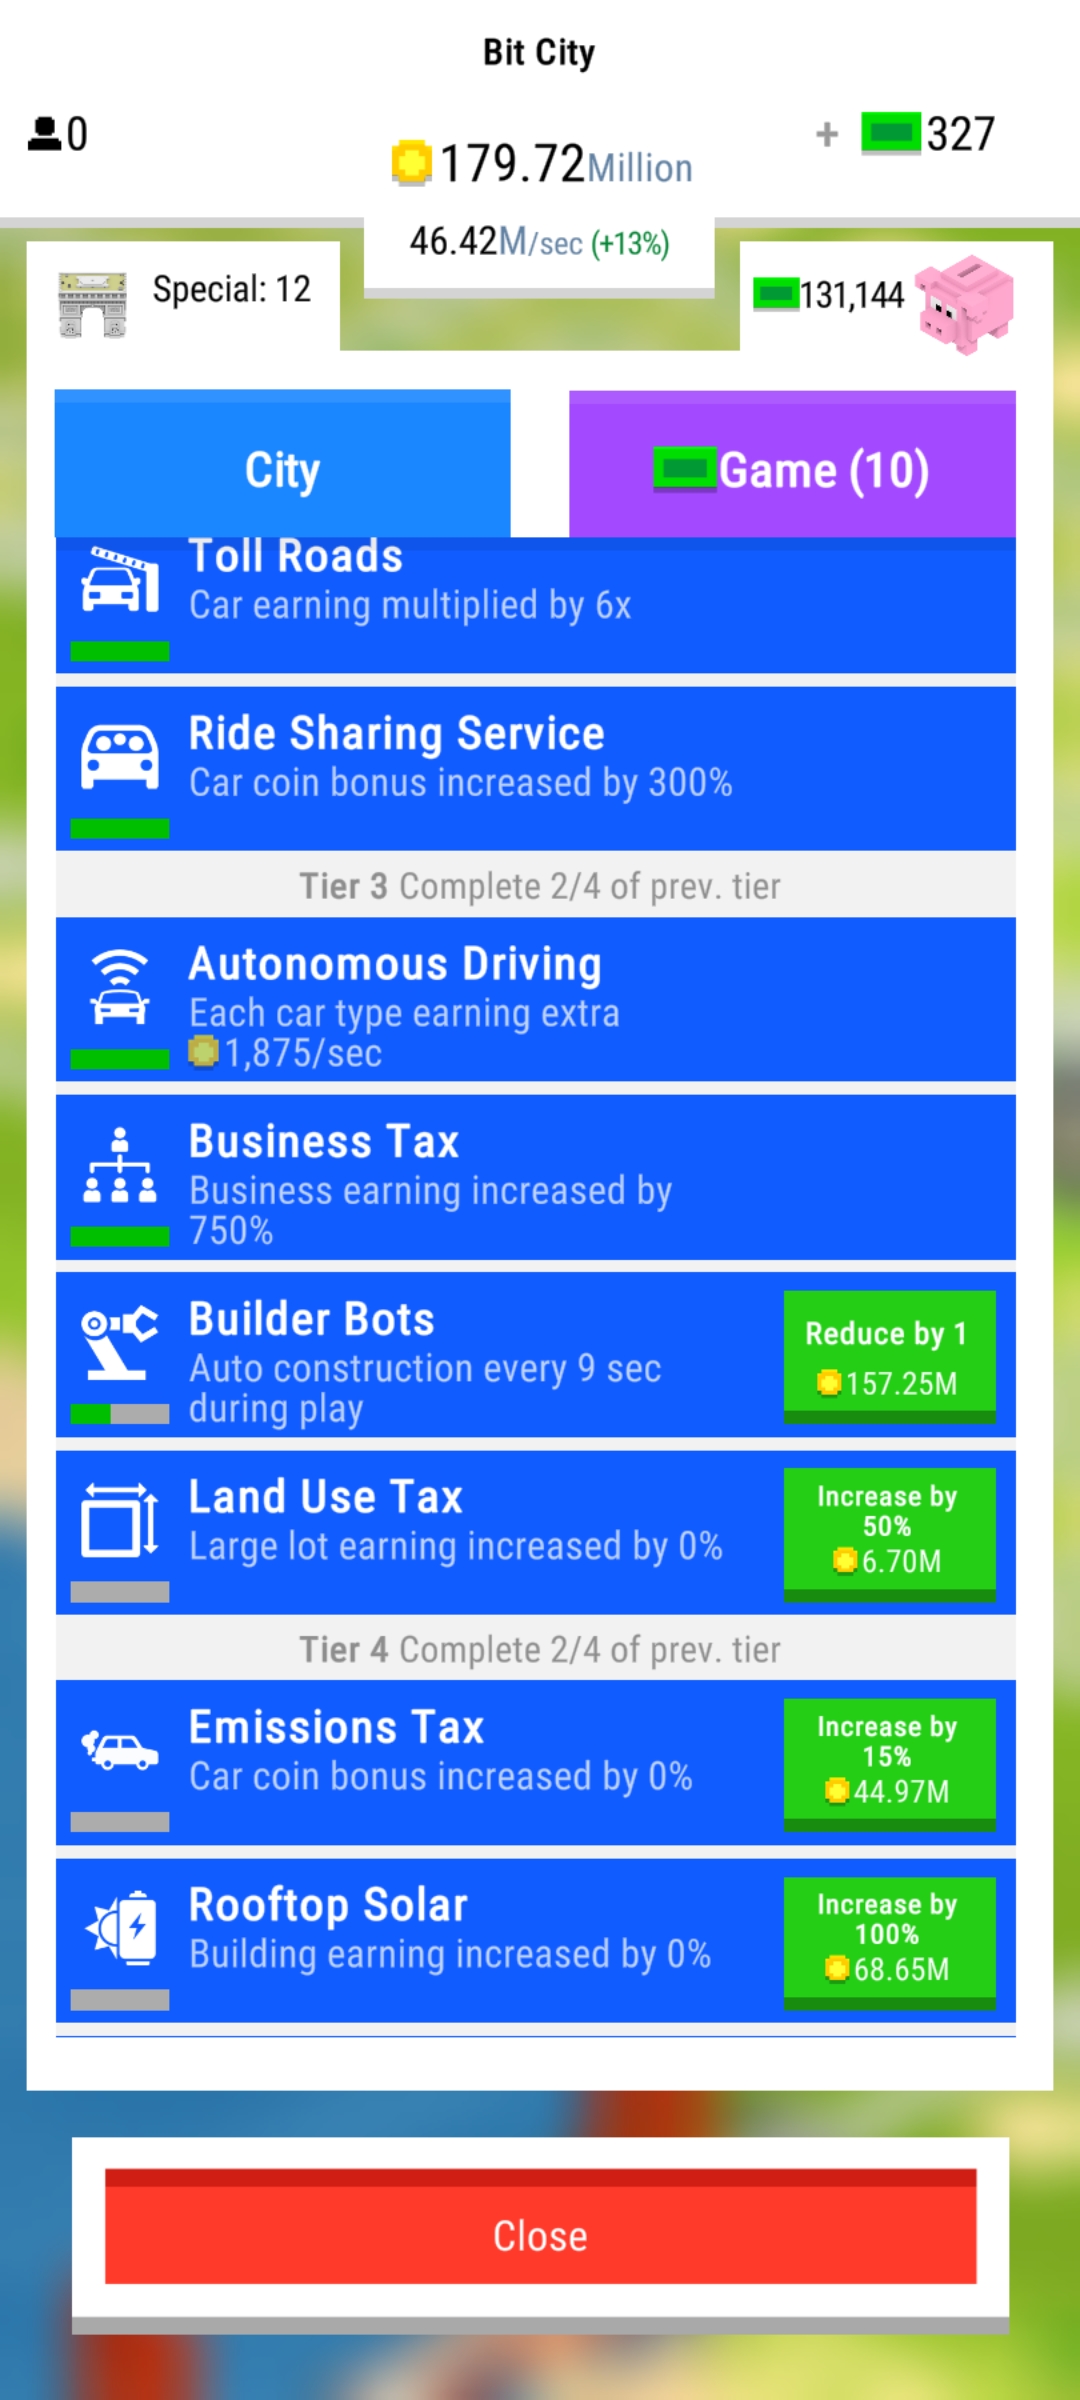 Bit City
0
179.72Million
+ 327
46.42M/sec (+13%)
Special: 12
131,144
City
Game (10)
Toll Roads
Car earning multiplied by 6x
Ride Sharing Service
Car coin bonus increased by 300%
Tier 3 Complete 2/4 of prev. tier
Autonomous Driving
Each car type earning extra
1,875/sec
Business Tax
Business earning increased by
750%
Builder Bots
Auto construction every 9 sec
during play
Reduce by 1
157.25M
Land Use Tax
Large lot earning increased by 0%
Increase by
50%
6.70M
Tier 4 Complete 2/4 of prev. tier
Emissions Tax
Car coin bonus increased by 0%
Increase by
15%
44.97M
Rooftop Solar
Building earning increased by 0%
Increase by
100%
68.65M
Close